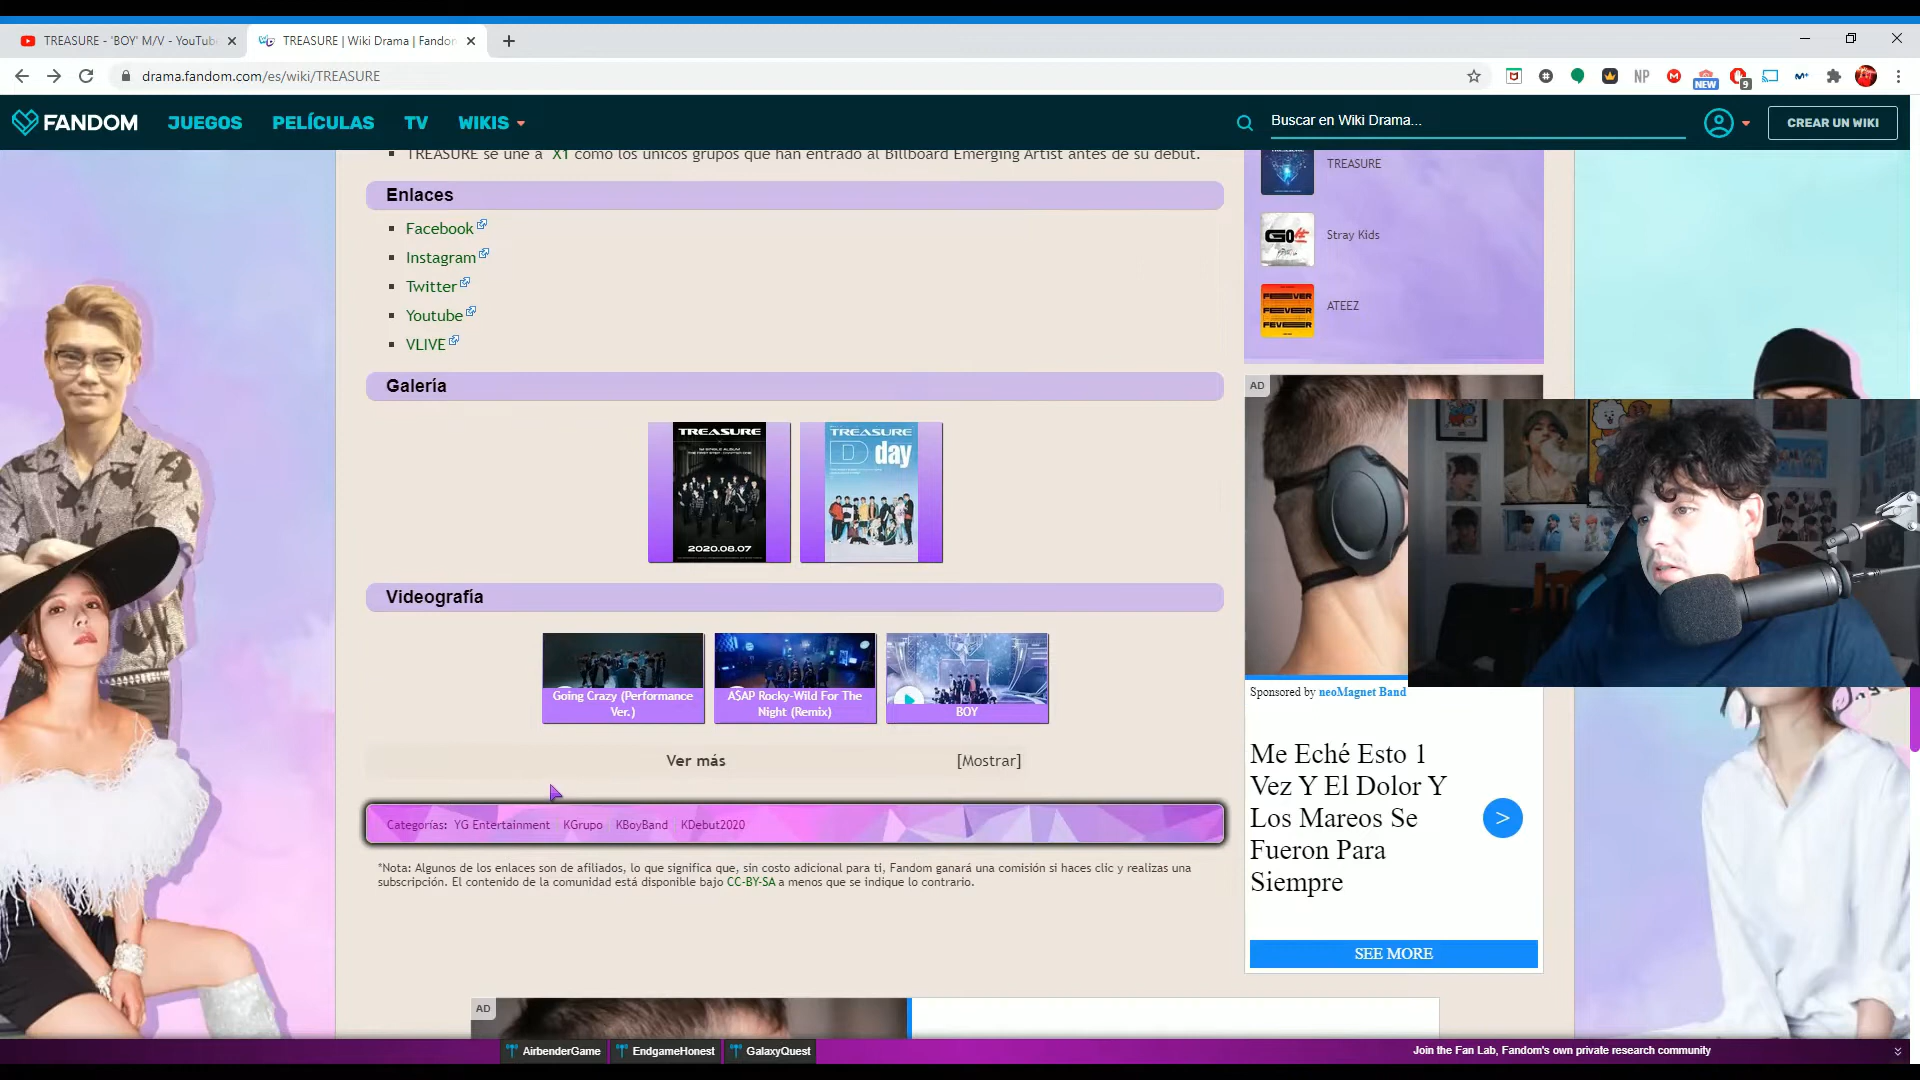 TREASURE - 'BOY' M/V - YouTube
TREASURE | Wiki Drama | Fandom
drama.fandom.com/es/wiki/TREASURE
NP
NEW
9
FANDOM
JUEGOS
PELÍCULAS
TV
WIKIS
Buscar en Wiki Drama...
CREAR UN WIKI
TREASURE se une a X1 como los únicos grupos que han entrado al Billboard Emerging Artist antes de su debut.
TREASURE
Enlaces
Facebook
Instagram
Twitter
Youtube
VLIVE
Stray Kids
FEVER
FEVER
FEVER
ATEEZ
Galería
AD
TREASURE
2020.08.07
TREASURE
D day
Videografía
Going Crazy (Performance
Ver.)
A$AP Rocky-Wild For The
Night (Remix)
BOY
Sponsored by neoMagnet Band
Me Eché Esto 1
Vez Y El Dolor Y
Los Mareos Se
Fueron Para
Siempre
>
SEE MORE
Ver más
[Mostrar]
Categorías: YG Entertainment KGrupo KBoyBand KDebut2020
*Nota: Algunos de los enlaces son de afiliados, lo que significa que, sin costo adicional para ti, Fandom ganará una comisión si haces clic y realizas una
subscripción. El contenido de la comunidad está disponible bajo CC-BY-SA a menos que se indique lo contrario.
AD
AirbenderGame
EndgameHonest
GalaxyQuest
Join the Fan Lab, Fandom's own private research community